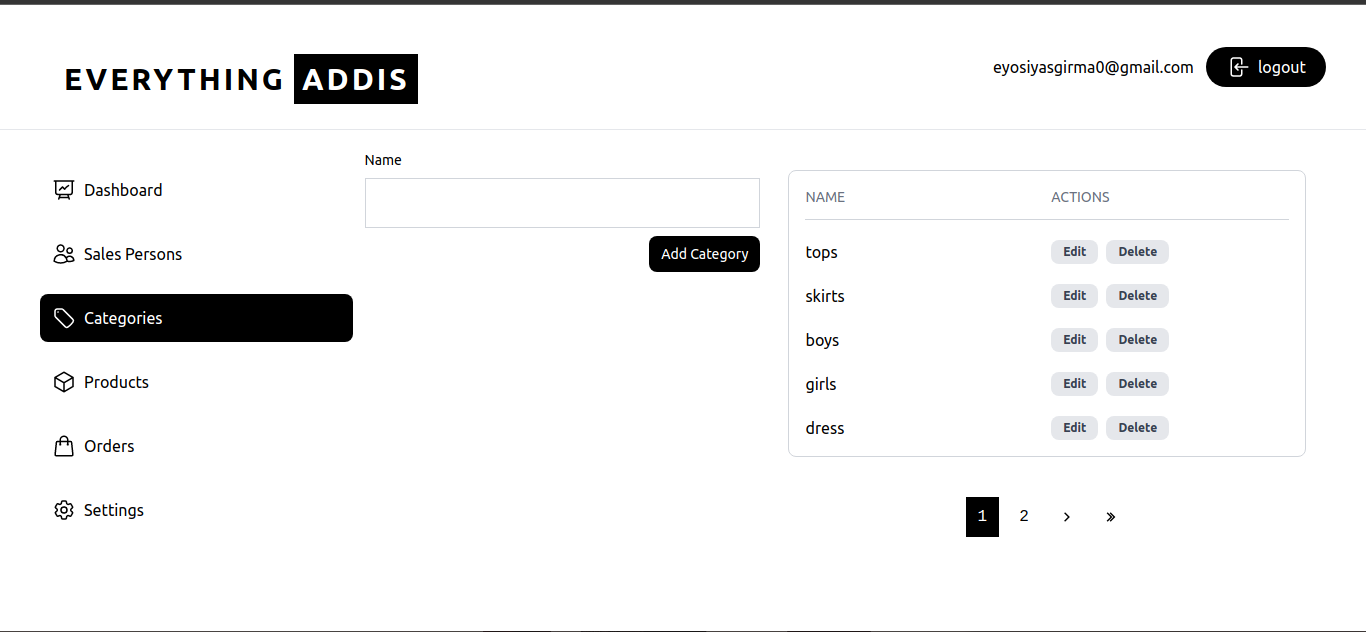 EVERYTHING ADDIS
eyosiyasgirma0@gmail.com
logout
Dashboard
Sales Persons
Categories
Products
Orders
Settings
Name
Add Category
NAME ACTIONS
tops Edit Delete
skirts Edit Delete
boys Edit Delete
girls Edit Delete
dress Edit Delete
1 2 › »